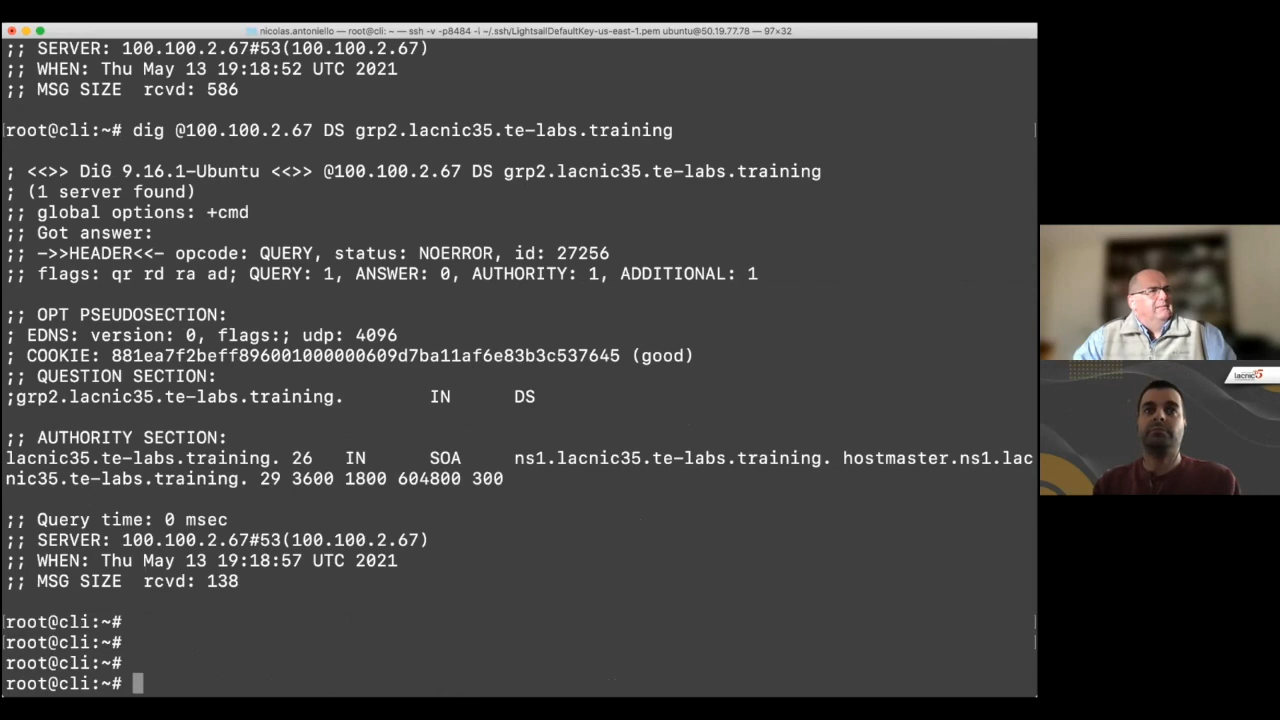 nicolas.antoniello — root@cli: ~ — ssh -v -p8484 -i ~/.ssh/LightsailDefaultKey-us-east-1.pem ubuntu@50.19.77.78 — 97×32
;; SERVER: 100.100.2.67#53(100.100.2.67)
;; WHEN: Thu May 13 19:18:52 UTC 2021
;; MSG SIZE  rcvd: 586
root@cli:~# dig @100.100.2.67 DS grp2.lacnic35.te-labs.training
; <<>> DiG 9.16.1-Ubuntu <<>> @100.100.2.67 DS grp2.lacnic35.te-labs.training
; (1 server found)
;; global options: +cmd
;; Got answer:
;; ->>HEADER<<- opcode: QUERY, status: NOERROR, id: 27256
;; flags: qr rd ra ad; QUERY: 1, ANSWER: 0, AUTHORITY: 1, ADDITIONAL: 1
;; OPT PSEUDOSECTION:
; EDNS: version: 0, flags:; udp: 4096
; COOKIE: 881ea7f2beff896001000000609d7ba11af6e83b3c537645 (good)
;; QUESTION SECTION:
;grp2.lacnic35.te-labs.training.        IN      DS
;; AUTHORITY SECTION:
lacnic35.te-labs.training. 26   IN      SOA     ns1.lacnic35.te-labs.training. hostmaster.ns1.lac
nic35.te-labs.training. 29 3600 1800 604800 300
;; Query time: 0 msec
;; SERVER: 100.100.2.67#53(100.100.2.67)
;; WHEN: Thu May 13 19:18:57 UTC 2021
;; MSG SIZE  rcvd: 138
root@cli:~#
root@cli:~#
root@cli:~#
root@cli:~#
lacnic35